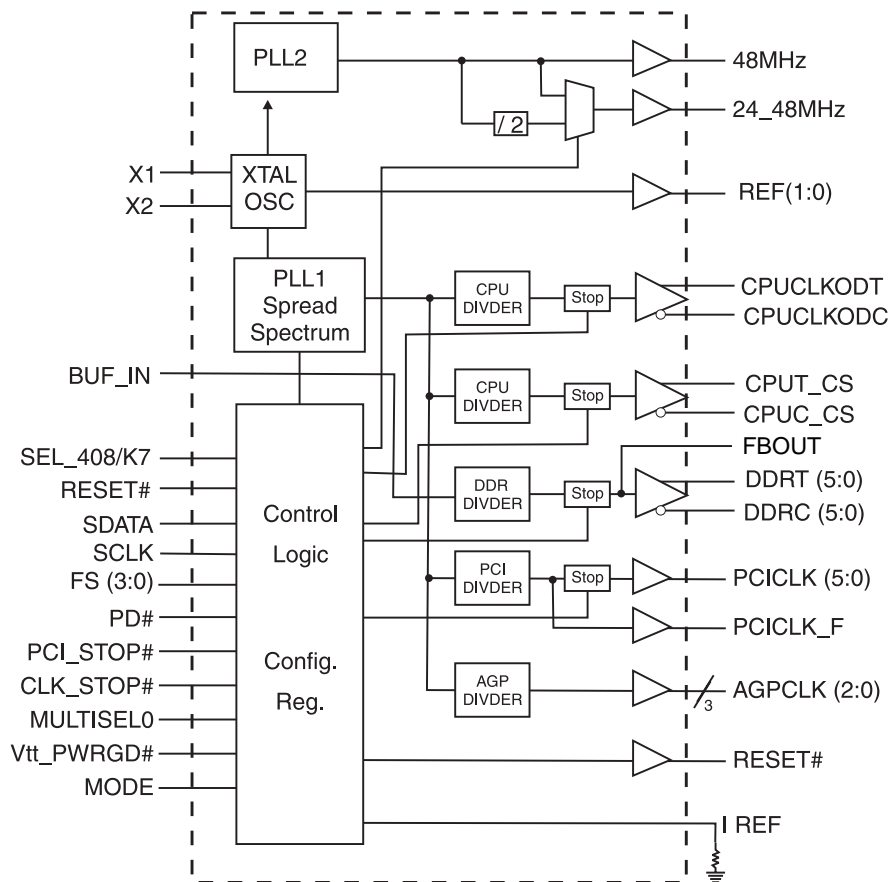 PLL2
48MHz
/ 2
24_48MHz
X1
X2
XTAL
OSC
REF(1:0)
PLL1
Spread
Spectrum
CPU
DIVDER
Stop
CPUCLKODT
CPUCLKODC
BUF_IN
CPU
DIVDER
Stop
CPUT_CS
CPUC_CS
FBOUT
SEL_408/K7
RESET#
SDATA
SCLK
FS (3:0)
PD#
PCI_STOP#
CLK_STOP#
MULTISEL0
Vtt_PWRGD#
MODE
Control
Logic
Config.
Reg.
DDR
DIVDER
Stop
DDRT (5:0)
DDRC (5:0)
PCI
DIVDER
Stop
PCICLK (5:0)
PCICLK_F
AGP
DIVDER
3
AGPCLK (2:0)
RESET#
I REF